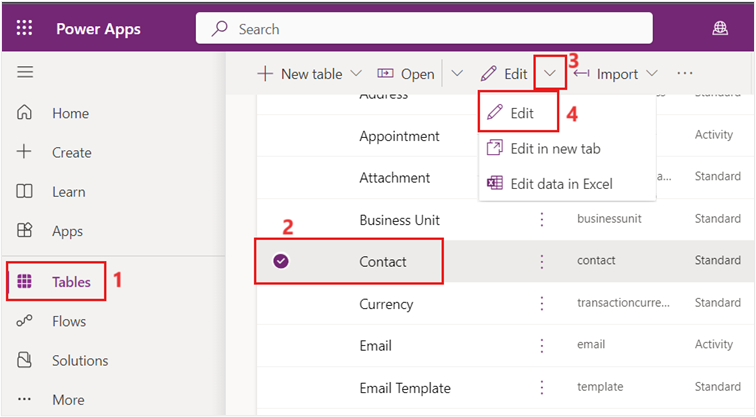 Power Apps
Search
New table
Open
Edit
3
Import
Home
Create
Learn
Apps
1
Tables
Flows
Solutions
More
Address
Standard
Edit
4
Appointment
Activity
Edit in new tab
Attachment
a...
Standard
Edit data in Excel
Business Unit
businessunit
Standard
2
Contact
contact
Standard
Currency
transactioncurre...
Standard
Email
email
Activity
Email Template
template
Standard